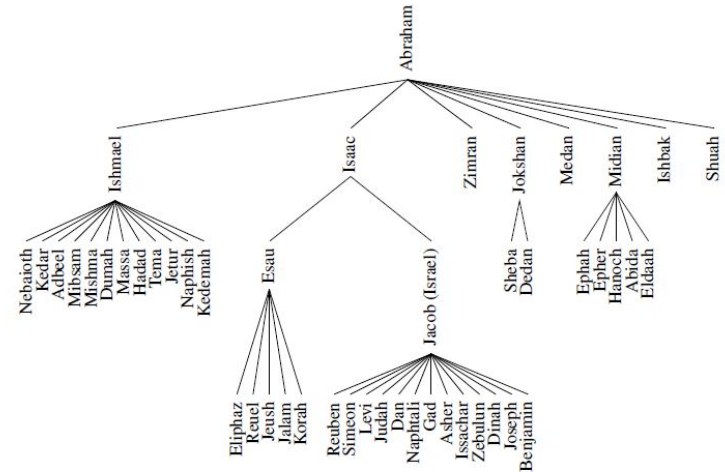 Abraham
Ishmael
Isaac
Zimran
Jokshan
Medan
Midian
Ishbak
Shuah
Nebaioth
Kedar
Adbeel
Mibsam
Mishma
Dumah
Massa
Hadad
Tema
Jetur
Naphish
Kedemah
Esau
Jacob (Israel)
Sheba
Dedan
Ephah
Epher
Hanoch
Abida
Eldaah
Eliphaz
Reuel
Jeush
Jalam
Korah
Reuben
Simeon
Levi
Judah
Dan
Naphtali
Gad
Asher
Issachar
Zebulun
Dinah
Joseph
Benjamin